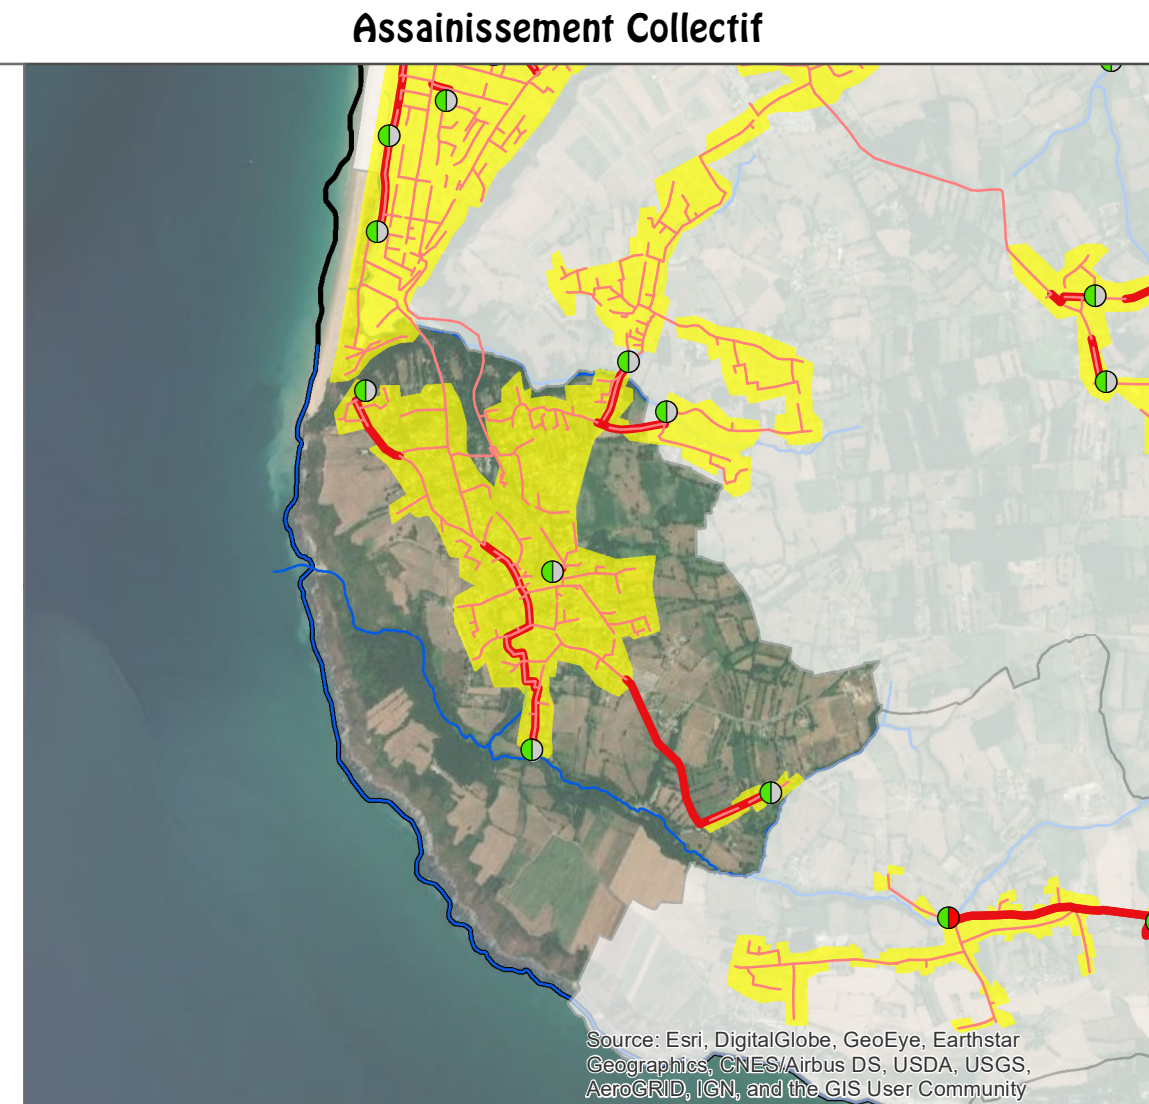 Assainissement Collectif
Source: Esri, DigitalGlobe, GeoEye, Earthstar
Geographics, CNES/Airbus DS, USDA, USGS,
AeroGRID, IGN, and the GIS User Community